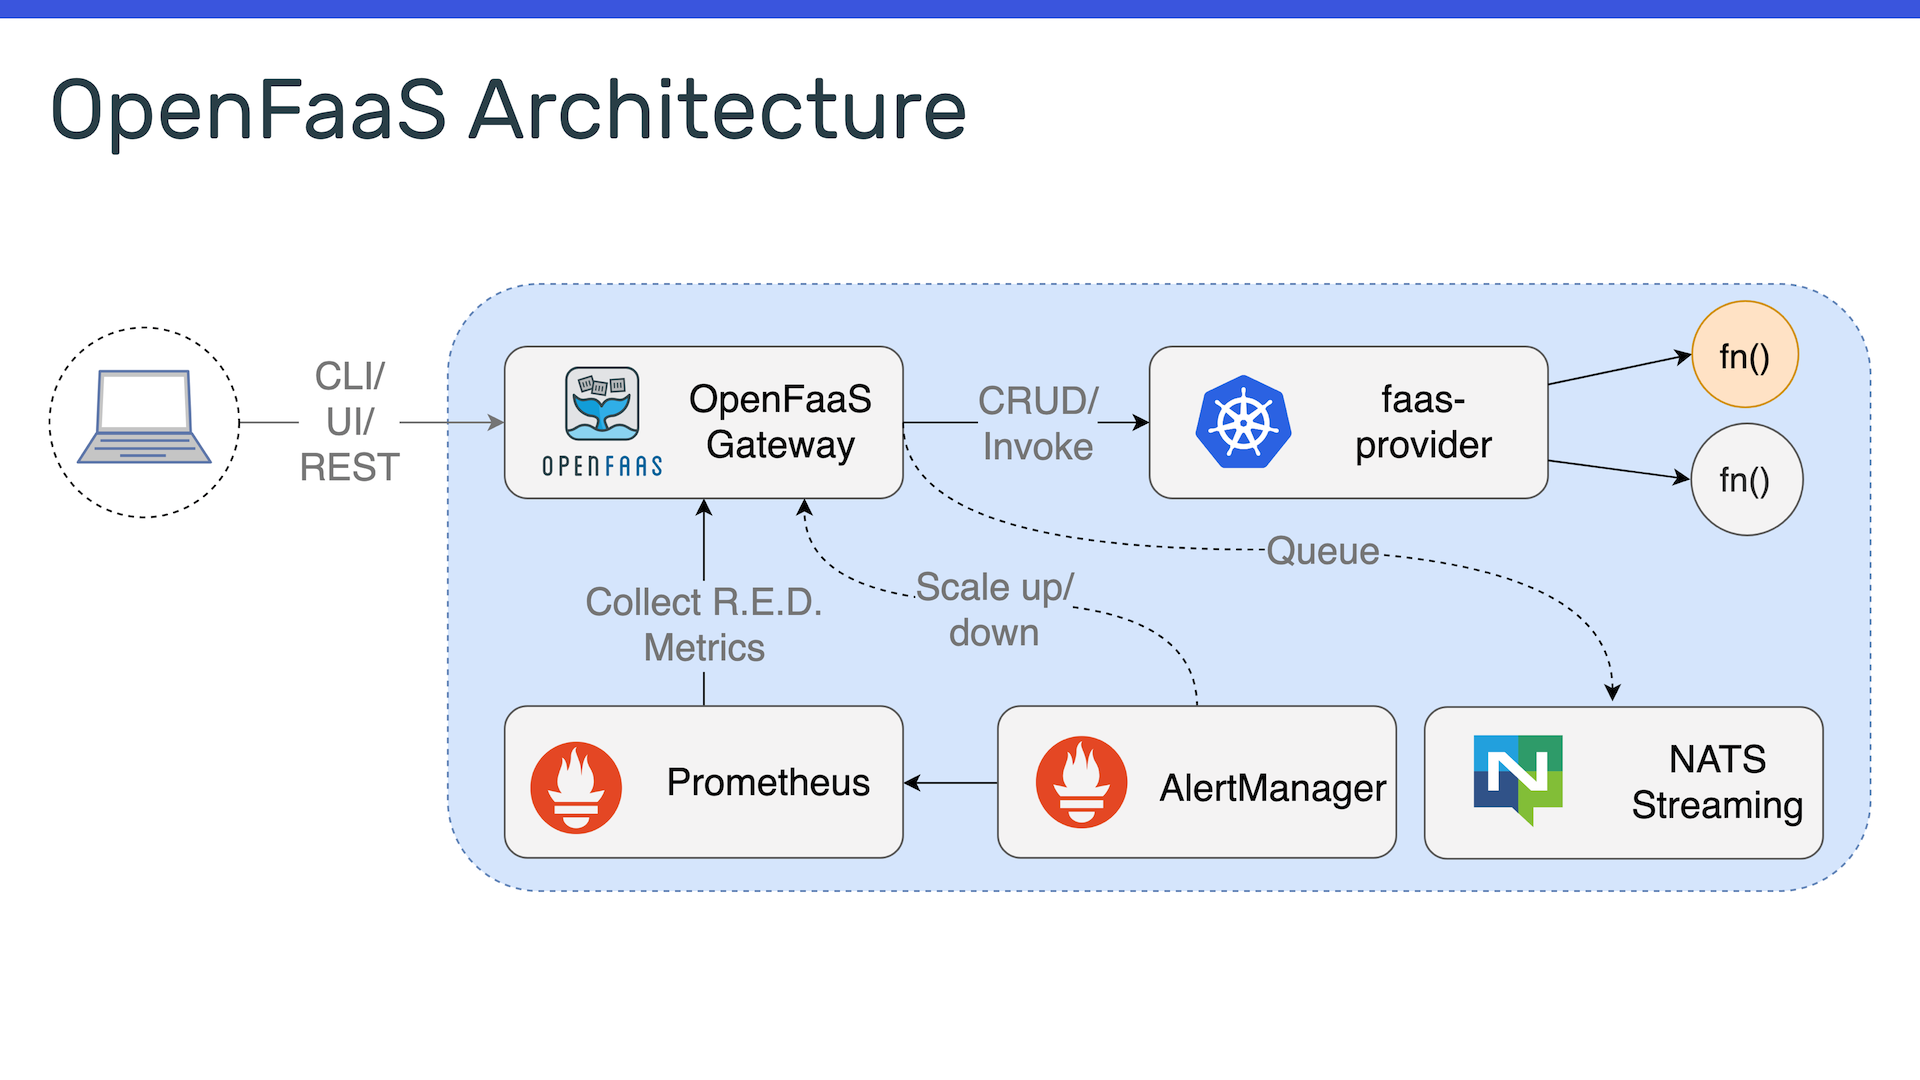 OpenFaaS Architecture
CLI/
UI/
REST
OPENFAAS
OpenFaaS
Gateway
CRUD/
Invoke
faas-
provider
fn()
fn()
Queue
Collect R.E.D.
Metrics
Scale up/
down
Prometheus
AlertManager
N
NATS
Streaming